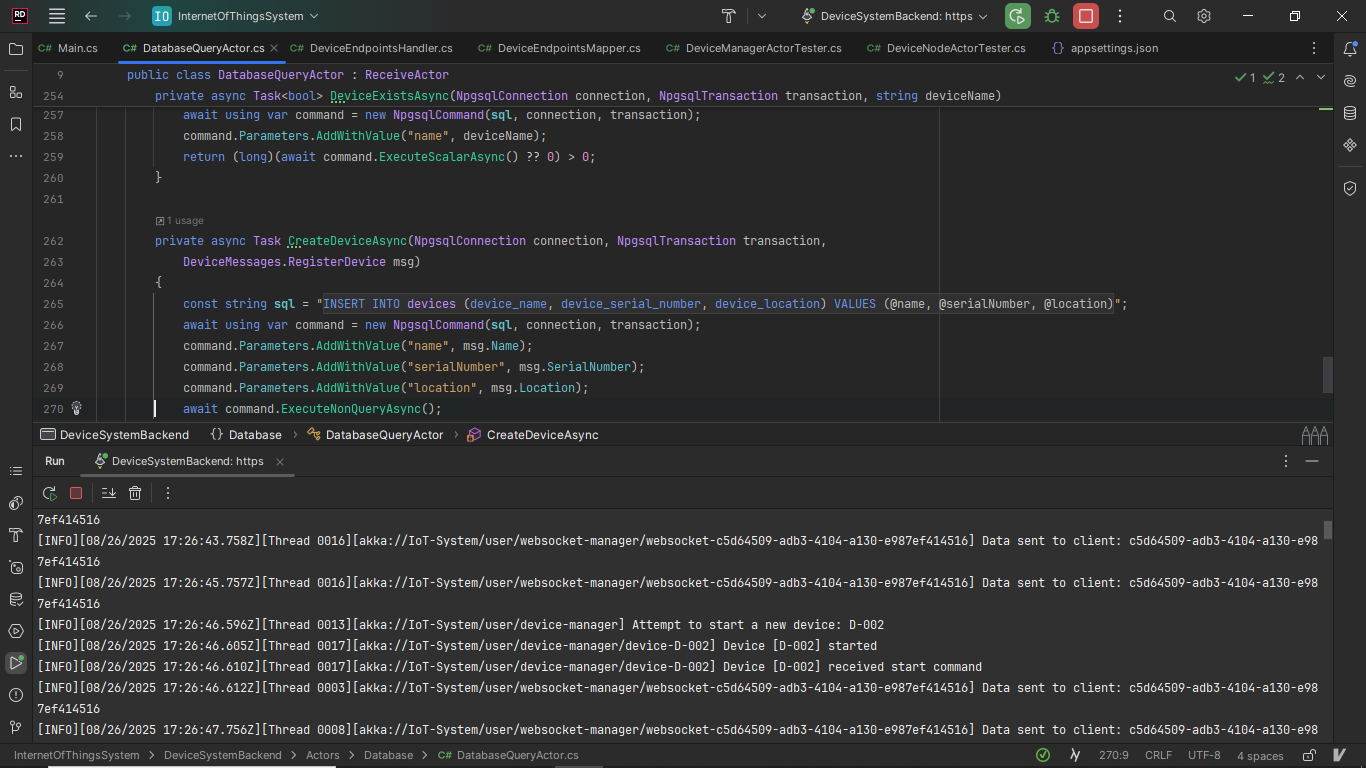 RD
IO InternetOfThingsSystem
DeviceSystemBackend: https
C# Main.cs
C# DatabaseQueryActor.cs
C# DeviceEndpointsHandler.cs
C# DeviceEndpointsMapper.cs
C# DeviceManagerActorTester.cs
C# DeviceNodeActorTester.cs
{} appsettings.json
9 public class DatabaseQueryActor : ReceiveActor
1 2
254 private async Task<bool> DeviceExistsAsync(NpgsqlConnection connection, NpgsqlTransaction transaction, string deviceName)
257 await using var command = new NpgsqlCommand(sql, connection, transaction);
258 command.Parameters.AddWithValue("name", deviceName);
259 return (long)(await command.ExecuteScalarAsync() ?? 0) > 0;
260 }
261
1 usage
262 private async Task CreateDeviceAsync(NpgsqlConnection connection, NpgsqlTransaction transaction,
263 DeviceMessages.RegisterDevice msg)
264 {
265 const string sql = "INSERT INTO devices (device_name, device_serial_number, device_location) VALUES (@name, @serialNumber, @location)";
266 await using var command = new NpgsqlCommand(sql, connection, transaction);
267 command.Parameters.AddWithValue("name", msg.Name);
268 command.Parameters.AddWithValue("serialNumber", msg.SerialNumber);
269 command.Parameters.AddWithValue("location", msg.Location);
270 await command.ExecuteNonQueryAsync();
DeviceSystemBackend {} Database > DatabaseQueryActor > CreateDeviceAsync
Run DeviceSystemBackend: https
7ef414516
[INFO][08/26/2025 17:26:43.758Z][Thread 0016][akka://IoT-System/user/websocket-manager/websocket-c5d64509-adb3-4104-a130-e987ef414516] Data sent to client: c5d64509-adb3-4104-a130-e98
7ef414516
[INFO][08/26/2025 17:26:45.757Z][Thread 0016][akka://IoT-System/user/websocket-manager/websocket-c5d64509-adb3-4104-a130-e987ef414516] Data sent to client: c5d64509-adb3-4104-a130-e98
7ef414516
[INFO][08/26/2025 17:26:46.596Z][Thread 0013][akka://IoT-System/user/device-manager] Attempt to start a new device: D-002
[INFO][08/26/2025 17:26:46.605Z][Thread 0017][akka://IoT-System/user/device-manager/device-D-002] Device [D-002] started
[INFO][08/26/2025 17:26:46.610Z][Thread 0017][akka://IoT-System/user/device-manager/device-D-002] Device [D-002] received start command
[INFO][08/26/2025 17:26:46.612Z][Thread 0003][akka://IoT-System/user/websocket-manager/websocket-c5d64509-adb3-4104-a130-e987ef414516] Data sent to client: c5d64509-adb3-4104-a130-e98
7ef414516
[INFO][08/26/2025 17:26:47.756Z][Thread 0008][akka://IoT-System/user/websocket-manager/websocket-c5d64509-adb3-4104-a130-e987ef414516] Data sent to client: c5d64509-adb3-4104-a130-e98
InternetOfThingsSystem > DeviceSystemBackend > Actors > Database > C# DatabaseQueryActor.cs
270:9 CRLF UTF-8 4 spaces